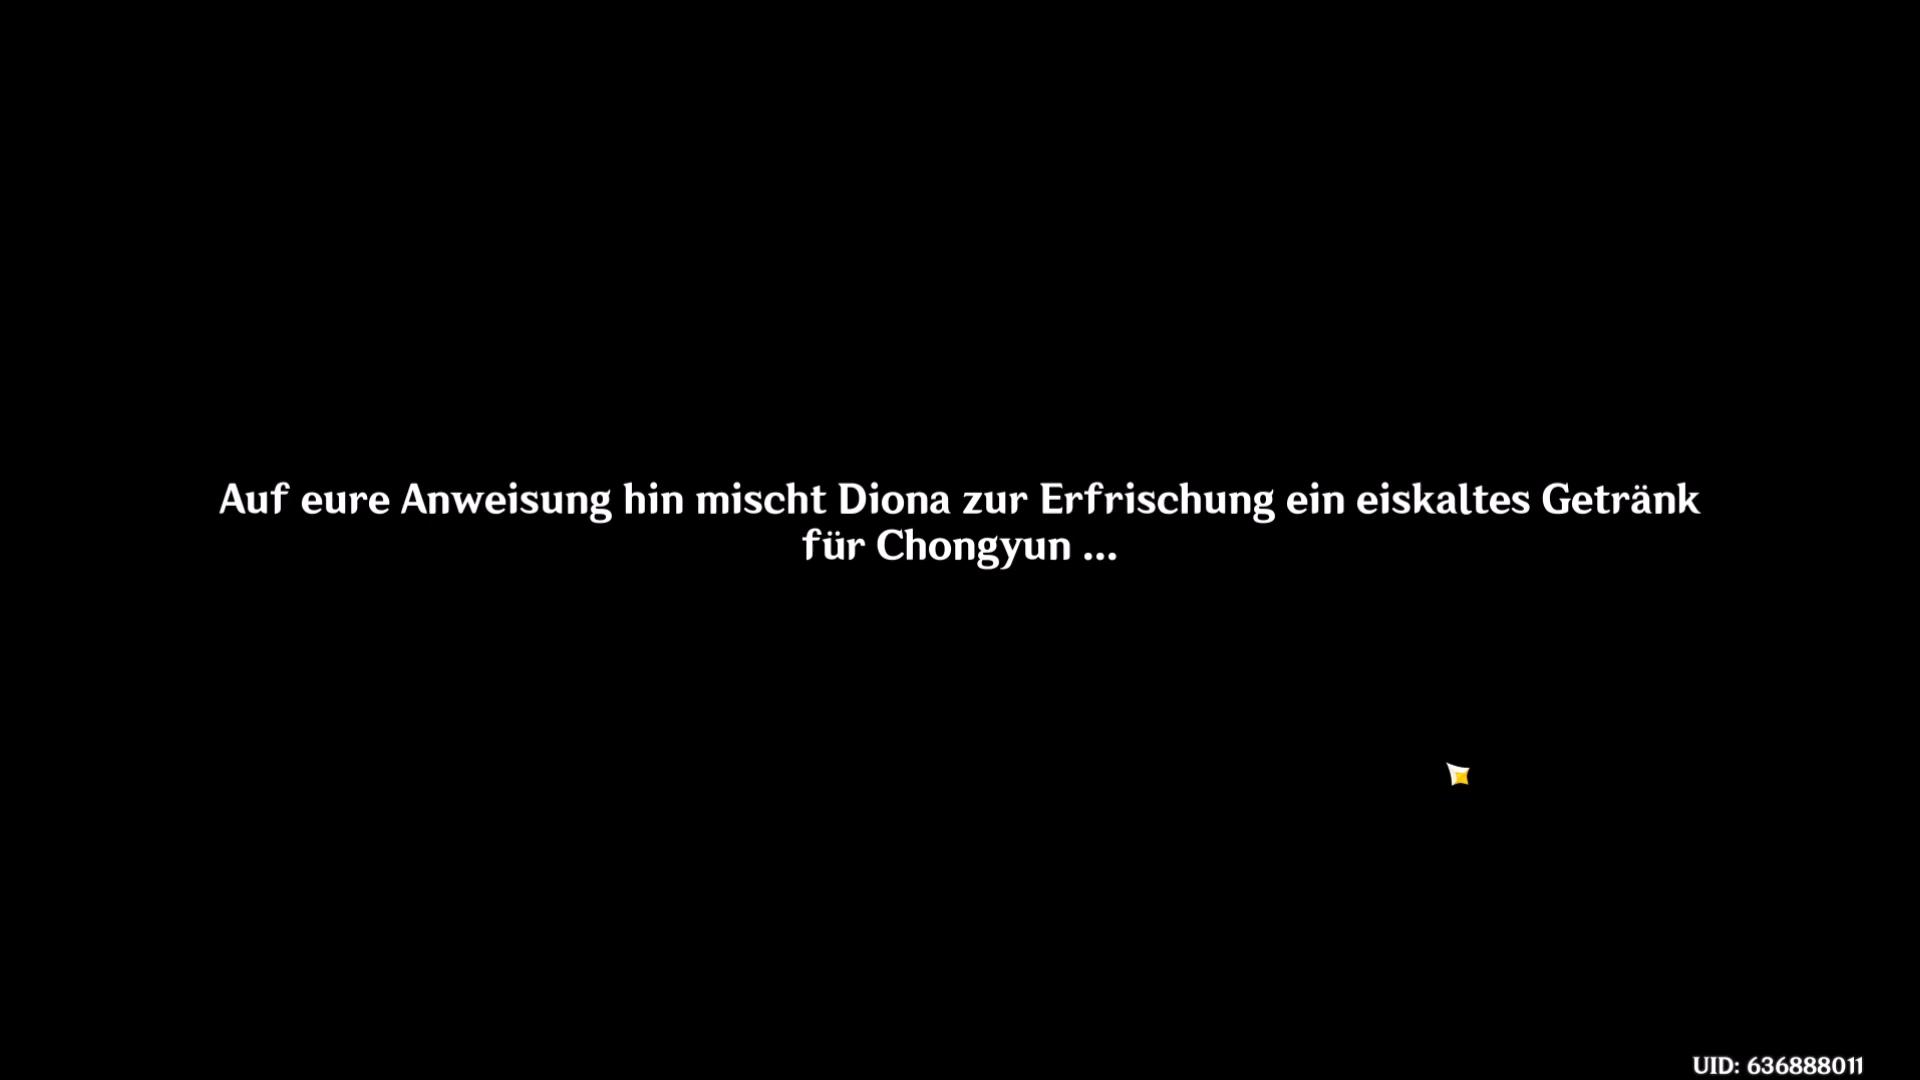 Auf eure Anweisung hin mischt Diona zur Erfrischung ein eiskaltes Getränk
für Chongyun ...
UID: 636888011